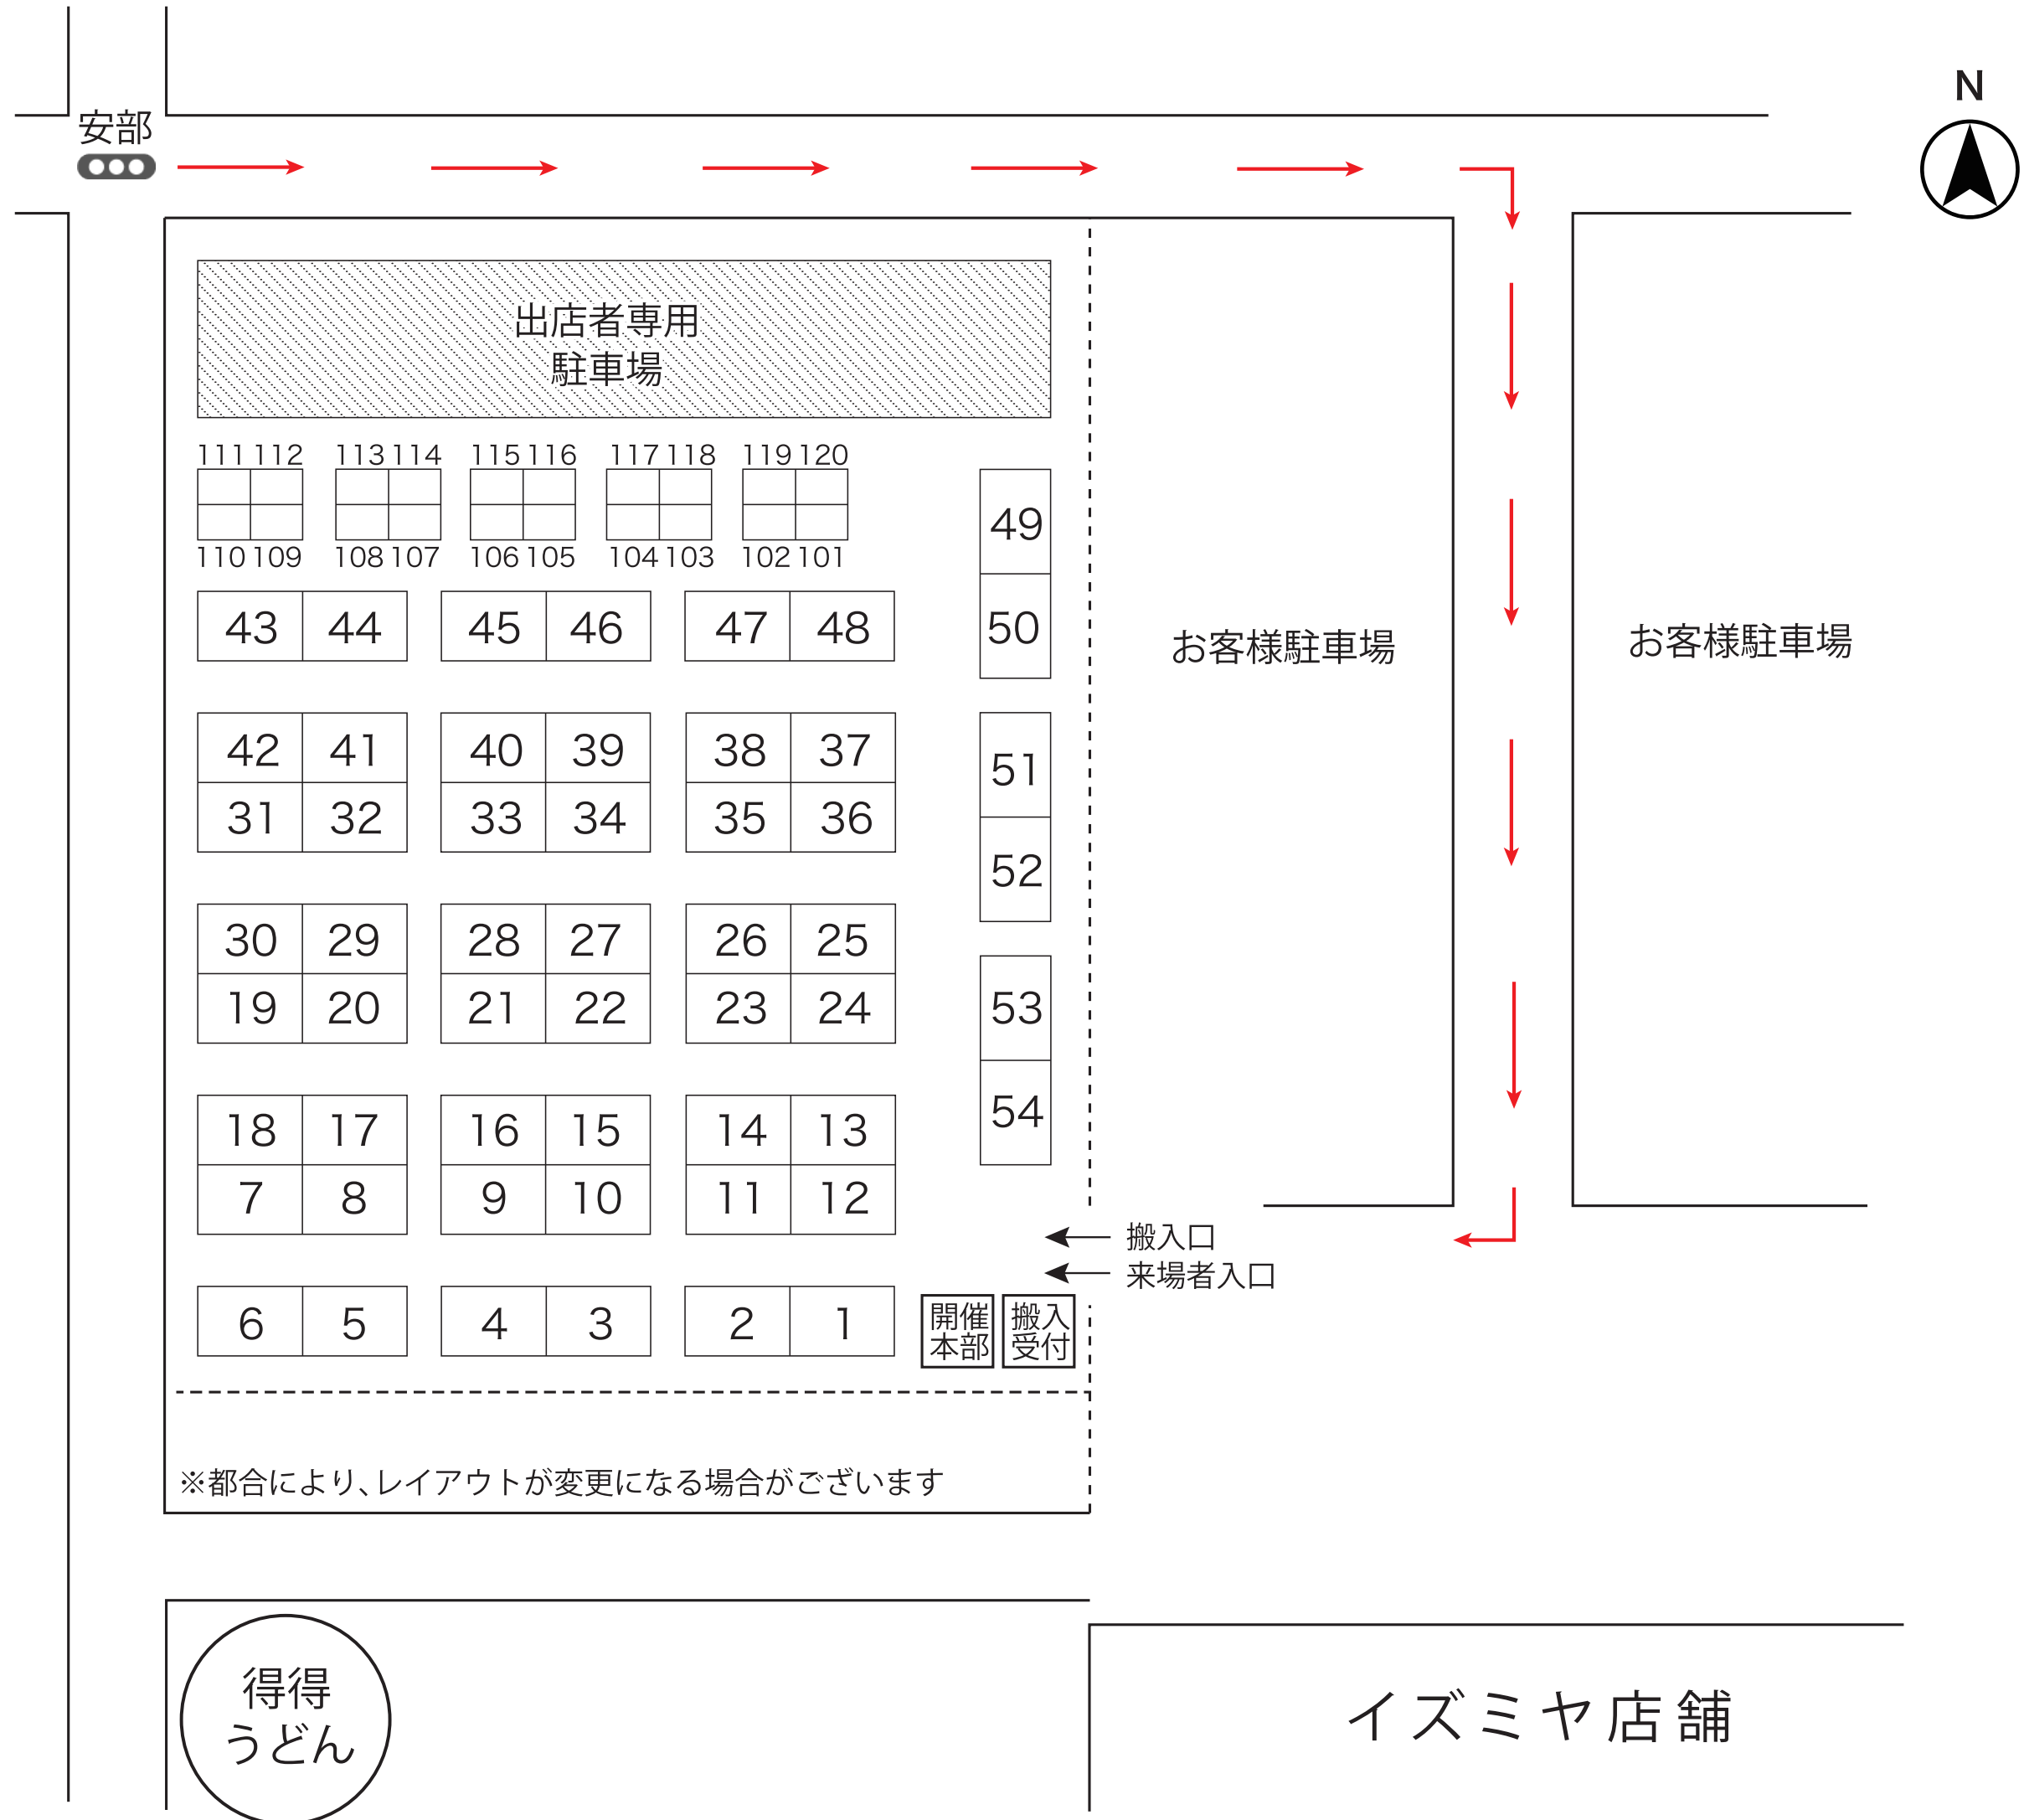 N
安部
出店者専用
駐車場
111 112 113 114 115 116 117 118 119 120
110 109 108 107 106 105 104 103 102 101
49
50
43 44 45 46 47 48
お客様駐車場
お客様駐車場
42 41 40 39 38 37
51
31 32 33 34 35 36
52
30 29 28 27 26 25
19 20 21 22 23 24
53
54
18 17 16 15 14 13
7 8 9 10 11 12
搬入口
来場者入口
6 5 4 3 2 1
開催
本部
搬入
受付
※都合により、レイアウトが変更になる場合がございます
得得
うどん
イズミヤ店舗